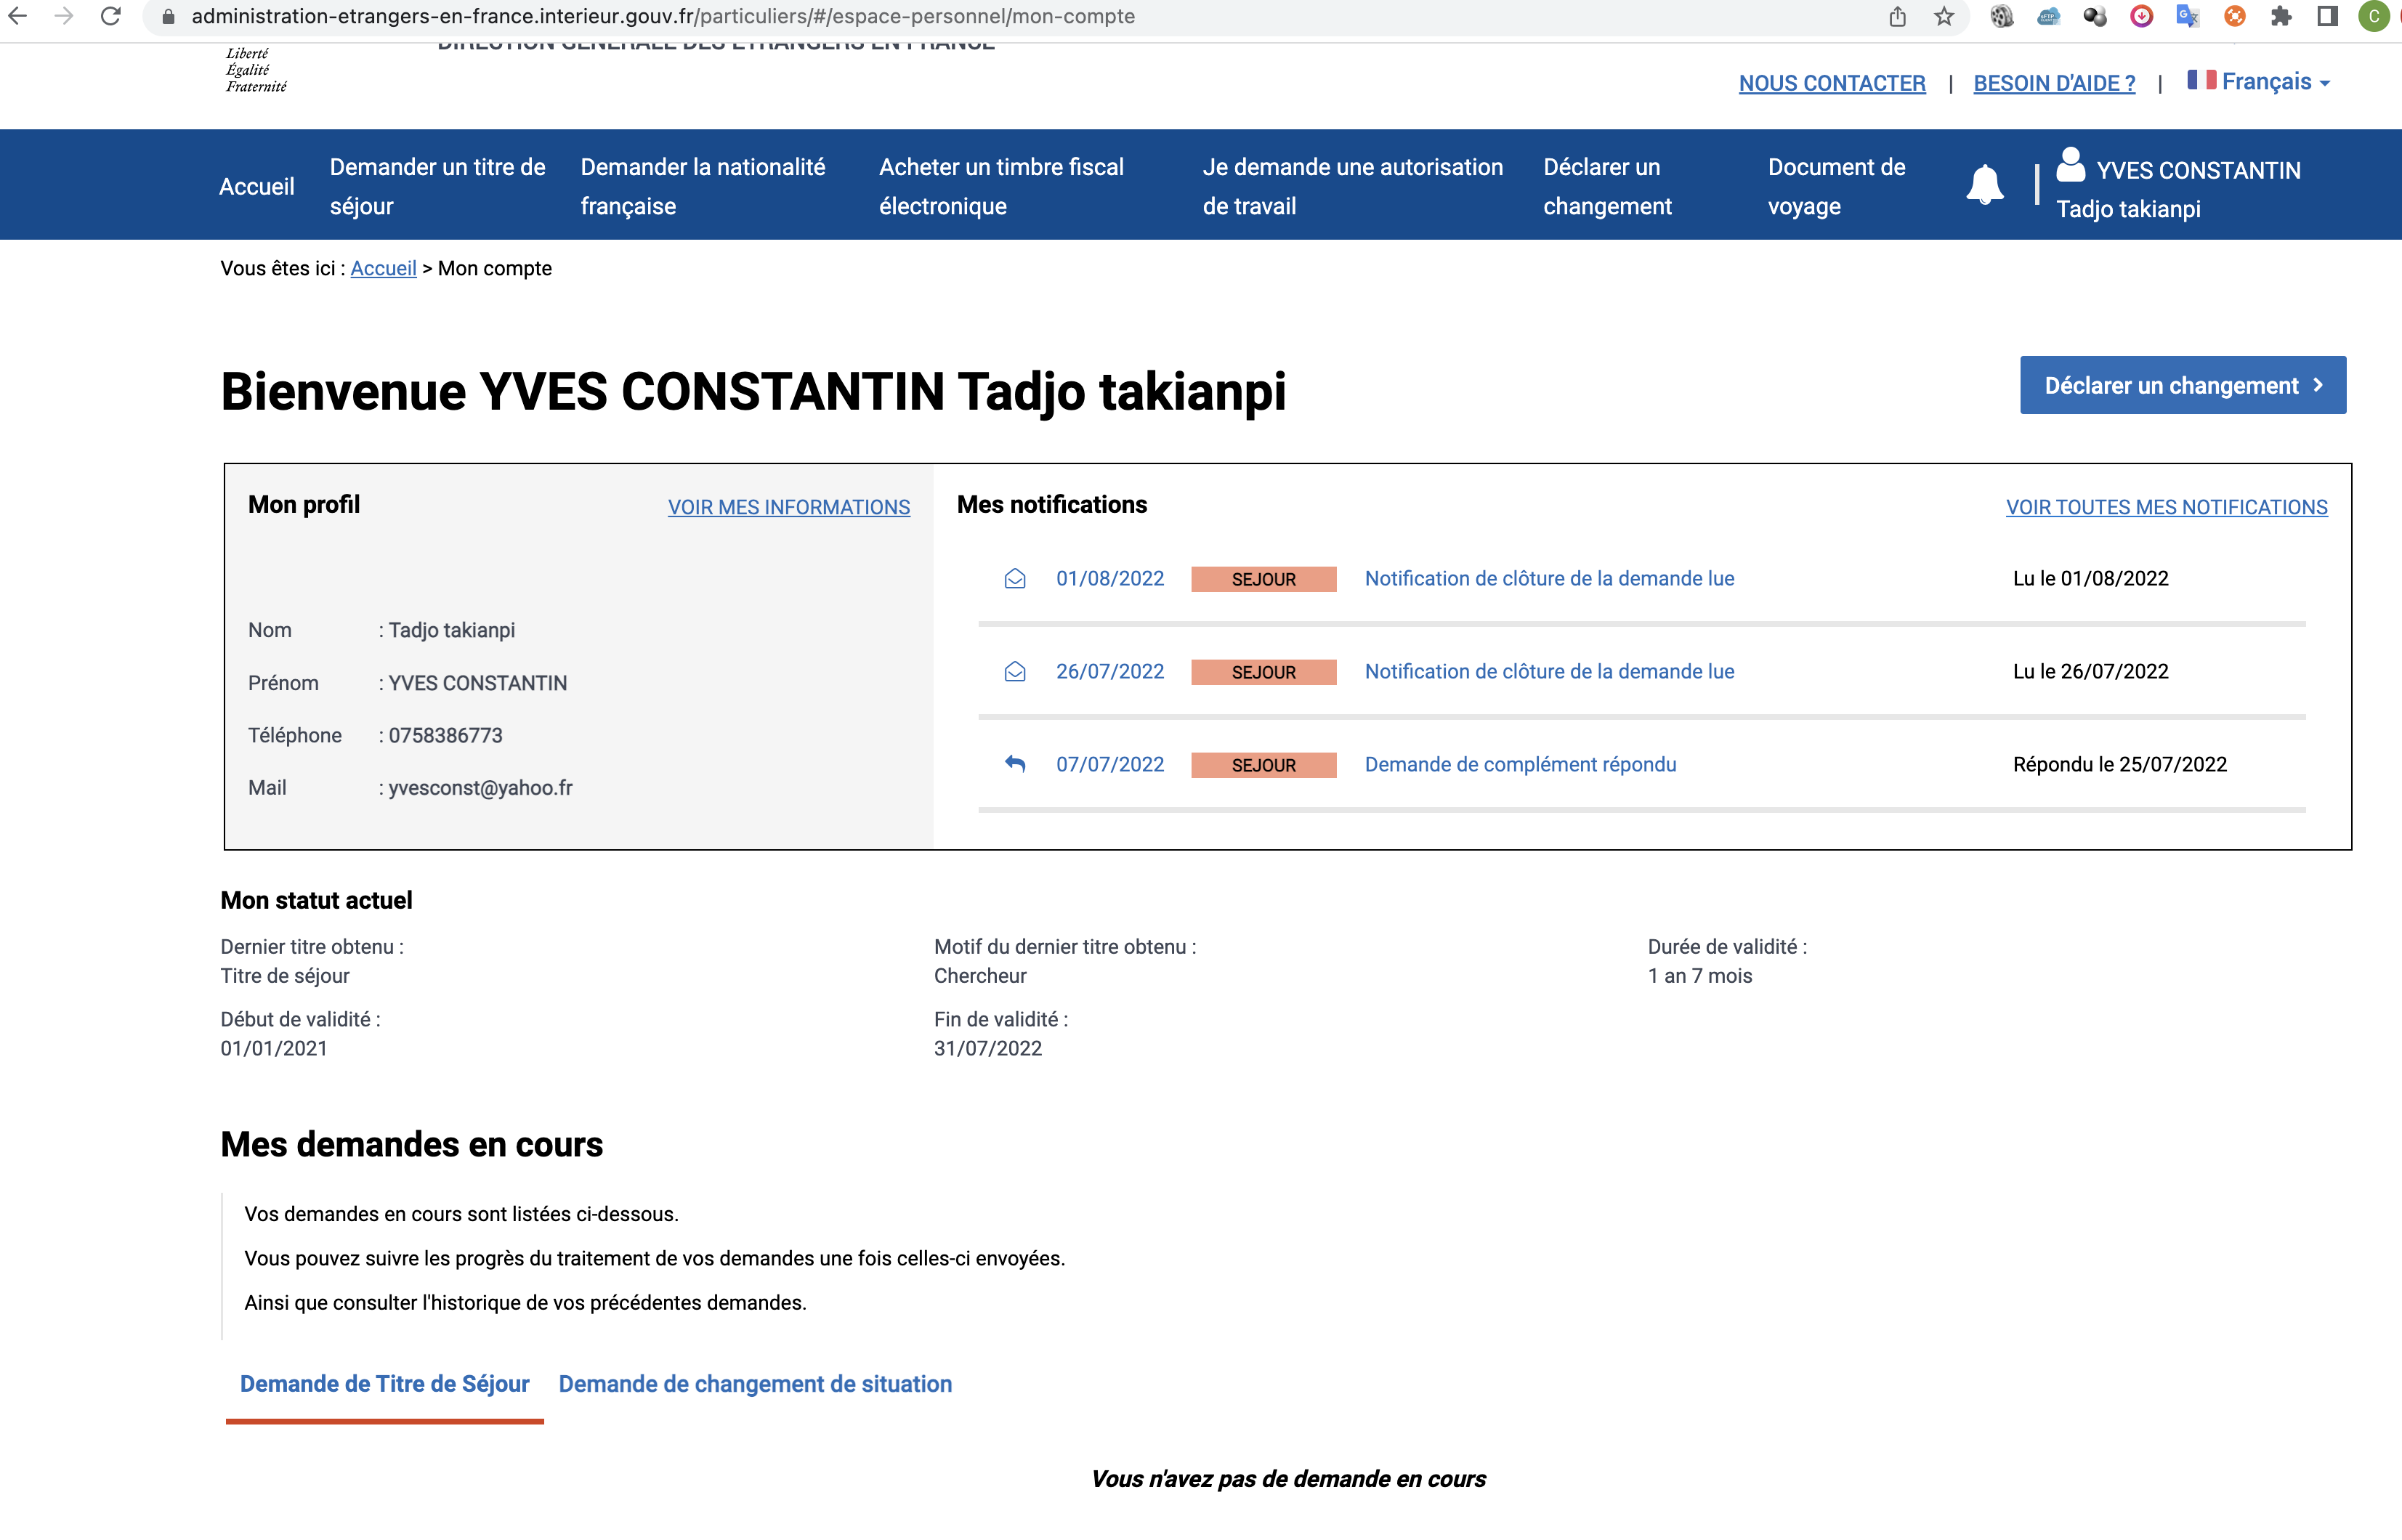 administration-etrangers-en-france.interieur.gouv.fr/particuliers/#/espace-personnel/mon-compte
C
DIRECTION GENERALE DES ETRANGERS EN FRANCE
Liberté
Égalité
Fraternité
NOUS CONTACTER | BESOIN D'AIDE ? | Français
Accueil
Demander un titre de séjour
Demander la nationalité française
Acheter un timbre fiscal électronique
Je demande une autorisation de travail
Déclarer un changement
Document de voyage
YVES CONSTANTIN
Tadjo takianpi
Vous êtes ici : Accueil > Mon compte
Bienvenue YVES CONSTANTIN Tadjo takianpi
Déclarer un changement
Mon profil
VOIR MES INFORMATIONS
Nom : Tadjo takianpi
Prénom : YVES CONSTANTIN
Téléphone : 0758386773
Mail : yvesconst@yahoo.fr
Mes notifications
VOIR TOUTES MES NOTIFICATIONS
01/08/2022 SEJOUR Notification de clôture de la demande lue Lu le 01/08/2022
26/07/2022 SEJOUR Notification de clôture de la demande lue Lu le 26/07/2022
07/07/2022 SEJOUR Demande de complément répondu Répondu le 25/07/2022
Mon statut actuel
Dernier titre obtenu :
Titre de séjour
Motif du dernier titre obtenu :
Chercheur
Durée de validité :
1 an 7 mois
Début de validité :
01/01/2021
Fin de validité :
31/07/2022
Mes demandes en cours
Vos demandes en cours sont listées ci-dessous.
Vous pouvez suivre les progrès du traitement de vos demandes une fois celles-ci envoyées.
Ainsi que consulter l'historique de vos précédentes demandes.
Demande de Titre de Séjour Demande de changement de situation
Vous n'avez pas de demande en cours